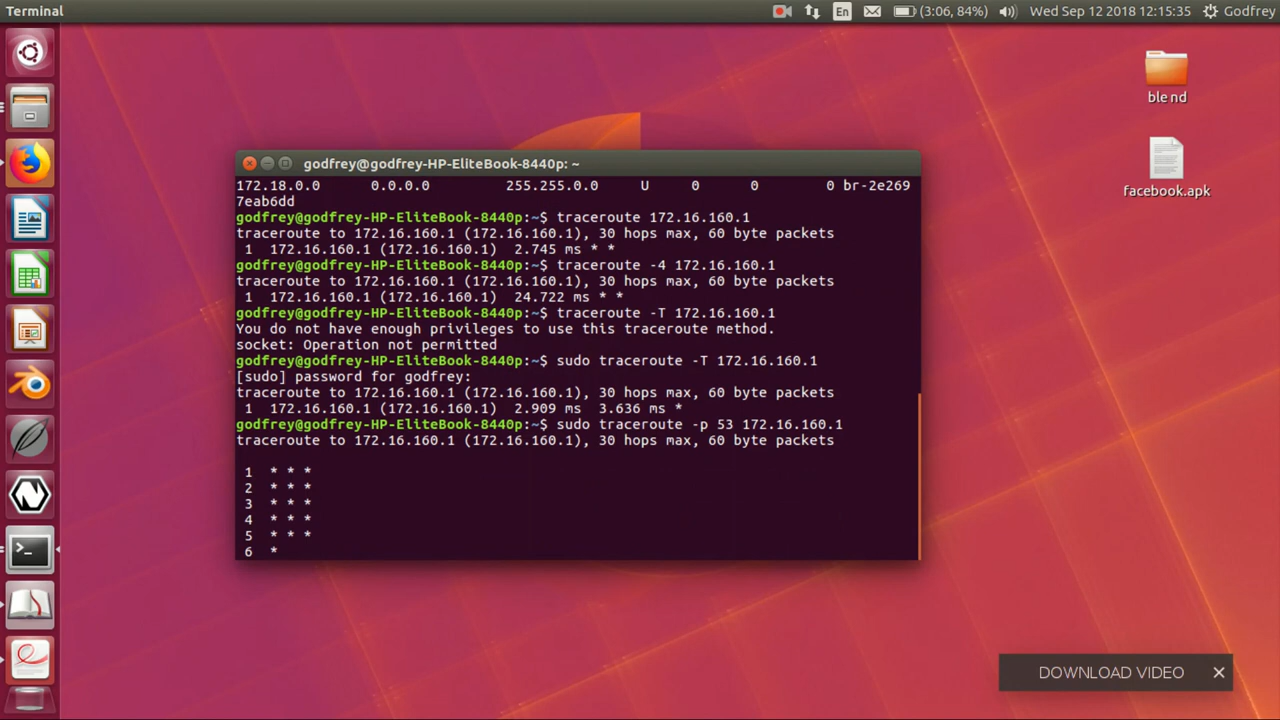 Terminal
En
(3:06, 84%)
Wed Sep 12 2018 12:15:35
Godfrey
ble nd
facebook.apk
godfrey@godfrey-HP-EliteBook-8440p: ~
172.18.0.0      0.0.0.0         255.255.0.0     U     0      0        0 br-2e269
7eab6dd
godfrey@godfrey-HP-EliteBook-8440p:~$ traceroute 172.16.160.1
traceroute to 172.16.160.1 (172.16.160.1), 30 hops max, 60 byte packets
 1  172.16.160.1 (172.16.160.1)  2.745 ms * *
godfrey@godfrey-HP-EliteBook-8440p:~$ traceroute -4 172.16.160.1
traceroute to 172.16.160.1 (172.16.160.1), 30 hops max, 60 byte packets
 1  172.16.160.1 (172.16.160.1)  24.722 ms * *
godfrey@godfrey-HP-EliteBook-8440p:~$ traceroute -T 172.16.160.1
You do not have enough privileges to use this traceroute method.
socket: Operation not permitted
godfrey@godfrey-HP-EliteBook-8440p:~$ sudo traceroute -T 172.16.160.1
[sudo] password for godfrey:
traceroute to 172.16.160.1 (172.16.160.1), 30 hops max, 60 byte packets
 1  172.16.160.1 (172.16.160.1)  2.909 ms  3.636 ms *
godfrey@godfrey-HP-EliteBook-8440p:~$ sudo traceroute -p 53 172.16.160.1
traceroute to 172.16.160.1 (172.16.160.1), 30 hops max, 60 byte packets
 1  * * *
 2  * * *
 3  * * *
 4  * * *
 5  * * *
 6  *
DOWNLOAD VIDEO ×